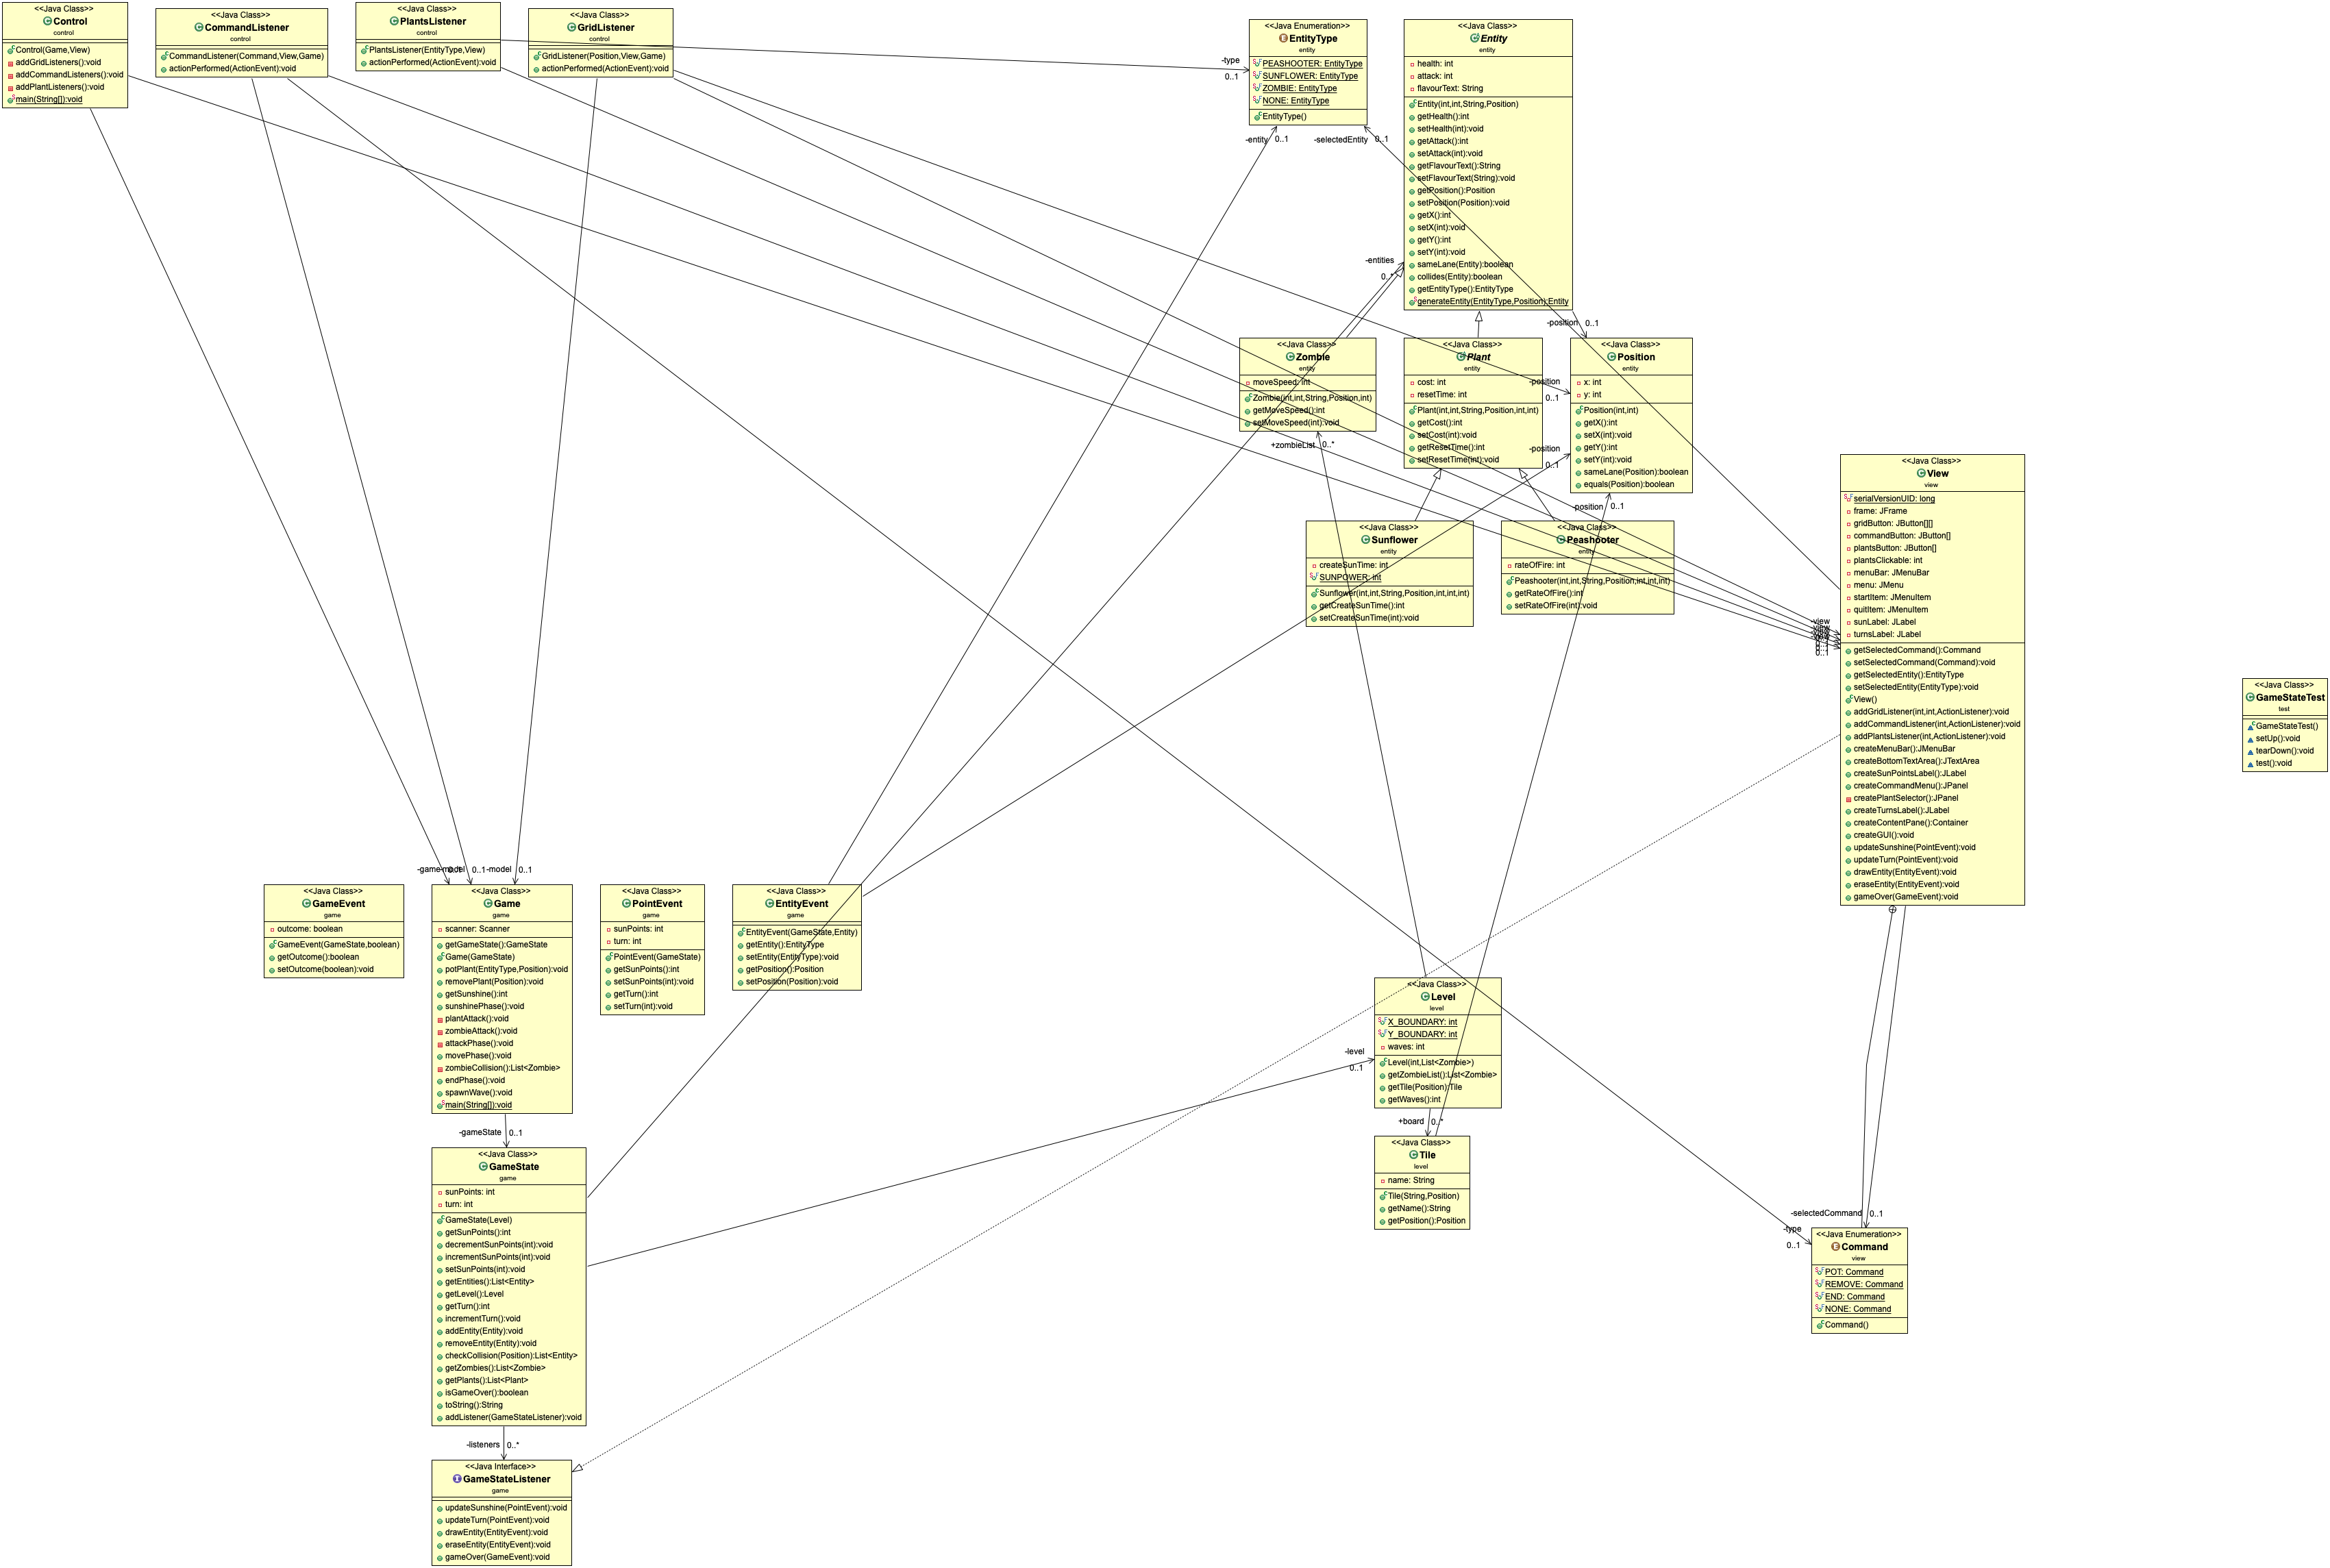 <<Java Class>>
Control
control
Control(Game,View)
addGridListeners():void
addCommandListeners():void
addPlantListeners():void
main(String[]):void
<<Java Class>>
CommandListener
control
CommandListener(Command,View,Game)
actionPerformed(ActionEvent):void
<<Java Class>>
PlantsListener
control
PlantsListener(EntityType,View)
actionPerformed(ActionEvent):void
<<Java Class>>
GridListener
control
GridListener(Position,View,Game)
actionPerformed(ActionEvent):void
-type
0..1
<<Java Enumeration>>
EntityType
entity
PEASHOOTER: EntityType
SUNFLOWER: EntityType
ZOMBIE: EntityType
NONE: EntityType
EntityType()
-entity
0..1
-selectedEntity
0..1
<<Java Class>>
Entity
entity
health: int
attack: int
flavourText: String
Entity(int,int,String,Position)
getHealth():int
setHealth(int):void
getAttack():int
setAttack(int):void
getFlavourText():String
setFlavourText(String):void
getPosition():Position
setPosition(Position):void
getX():int
setX(int):void
getY():int
setY(int):void
sameLane(Entity):boolean
collides(Entity):boolean
getEntityType():EntityType
generateEntity(EntityType,Position):Entity
-entities
0..*
-position
0..1
<<Java Class>>
Zombie
entity
moveSpeed: int
Zombie(int,int,String,Position,int)
getMoveSpeed():int
setMoveSpeed(int):void
+zombieList
0..*
<<Java Class>>
Plant
entity
cost: int
resetTime: int
Plant(int,int,String,Position,int,int)
getCost():int
setCost(int):void
getResetTime():int
setResetTime(int):void
-position
0..1
-position
0..1
<<Java Class>>
Position
entity
x: int
y: int
Position(int,int)
getX():int
setX(int):void
getY():int
setY(int):void
sameLane(Position):boolean
equals(Position):boolean
-position
0..1
<<Java Class>>
Sunflower
entity
createSunTime: int
SUNPOWER: int
Sunflower(int,int,String,Position,int,int,int)
getCreateSunTime():int
setCreateSunTime(int):void
<<Java Class>>
Peashooter
entity
rateOfFire: int
Peashooter(int,int,String,Position,int,int,int)
getRateOfFire():int
setRateOfFire(int):void
-view
0..1
<<Java Class>>
View
view
serialVersionUID: long
frame: JFrame
gridButton: JButton[][]
commandButton: JButton[]
plantsButton: JButton[]
plantsClickable: int
menuBar: JMenuBar
menu: JMenu
startItem: JMenuItem
quitItem: JMenuItem
sunLabel: JLabel
turnsLabel: JLabel
getSelectedCommand():Command
setSelectedCommand(Command):void
getSelectedEntity():EntityType
setSelectedEntity(EntityType):void
View()
addGridListener(int,int,ActionListener):void
addCommandListener(int,ActionListener):void
addPlantsListener(int,ActionListener):void
createMenuBar():JMenuBar
createBottomTextArea():JTextArea
createSunPointsLabel():JLabel
createCommandMenu():JPanel
createPlantSelector():JPanel
createTurnsLabel():JLabel
createContentPane():Container
createGUI():void
updateSunshine(PointEvent):void
updateTurn(PointEvent):void
drawEntity(EntityEvent):void
eraseEntity(EntityEvent):void
gameOver(GameEvent):void
<<Java Class>>
GameStateTest
test
GameStateTest()
setUp():void
tearDown():void
test():void
-game
-model
0..1
0..1
-model
0..1
<<Java Class>>
GameEvent
game
outcome: boolean
GameEvent(GameState,boolean)
getOutcome():boolean
setOutcome(boolean):void
<<Java Class>>
Game
game
scanner: Scanner
getGameState():GameState
Game(GameState)
potPlant(EntityType,Position):void
removePlant(Position):void
getSunshine():int
sunshinePhase():void
plantAttack():void
zombieAttack():void
attackPhase():void
movePhase():void
zombieCollision():List<Zombie>
endPhase():void
spawnWave():void
main(String[]):void
<<Java Class>>
PointEvent
game
sunPoints: int
turn: int
PointEvent(GameState)
getSunPoints():int
setSunPoints(int):void
getTurn():int
setTurn(int):void
<<Java Class>>
EntityEvent
game
EntityEvent(GameState,Entity)
getEntity():EntityType
setEntity(EntityType):void
getPosition():Position
setPosition(Position):void
-gameState
0..1
<<Java Class>>
GameState
game
sunPoints: int
turn: int
GameState(Level)
getSunPoints():int
decrementSunPoints(int):void
incrementSunPoints(int):void
setSunPoints(int):void
getEntities():List<Entity>
getLevel():Level
getTurn():int
incrementTurn():void
addEntity(Entity):void
removeEntity(Entity):void
checkCollision(Position):List<Entity>
getZombies():List<Zombie>
getPlants():List<Plant>
isGameOver():boolean
toString():String
addListener(GameStateListener):void
-listeners
0..*
<<Java Interface>>
GameStateListener
game
updateSunshine(PointEvent):void
updateTurn(PointEvent):void
drawEntity(EntityEvent):void
eraseEntity(EntityEvent):void
gameOver(GameEvent):void
-level
0..1
<<Java Class>>
Level
level
X_BOUNDARY: int
Y_BOUNDARY: int
waves: int
Level(int,List<Zombie>)
getZombieList():List<Zombie>
getTile(Position):Tile
getWaves():int
+board
0..*
<<Java Class>>
Tile
level
name: String
Tile(String,Position)
getName():String
getPosition():Position
-selectedCommand
0..1
-type
0..1
<<Java Enumeration>>
Command
view
POT: Command
REMOVE: Command
END: Command
NONE: Command
Command()